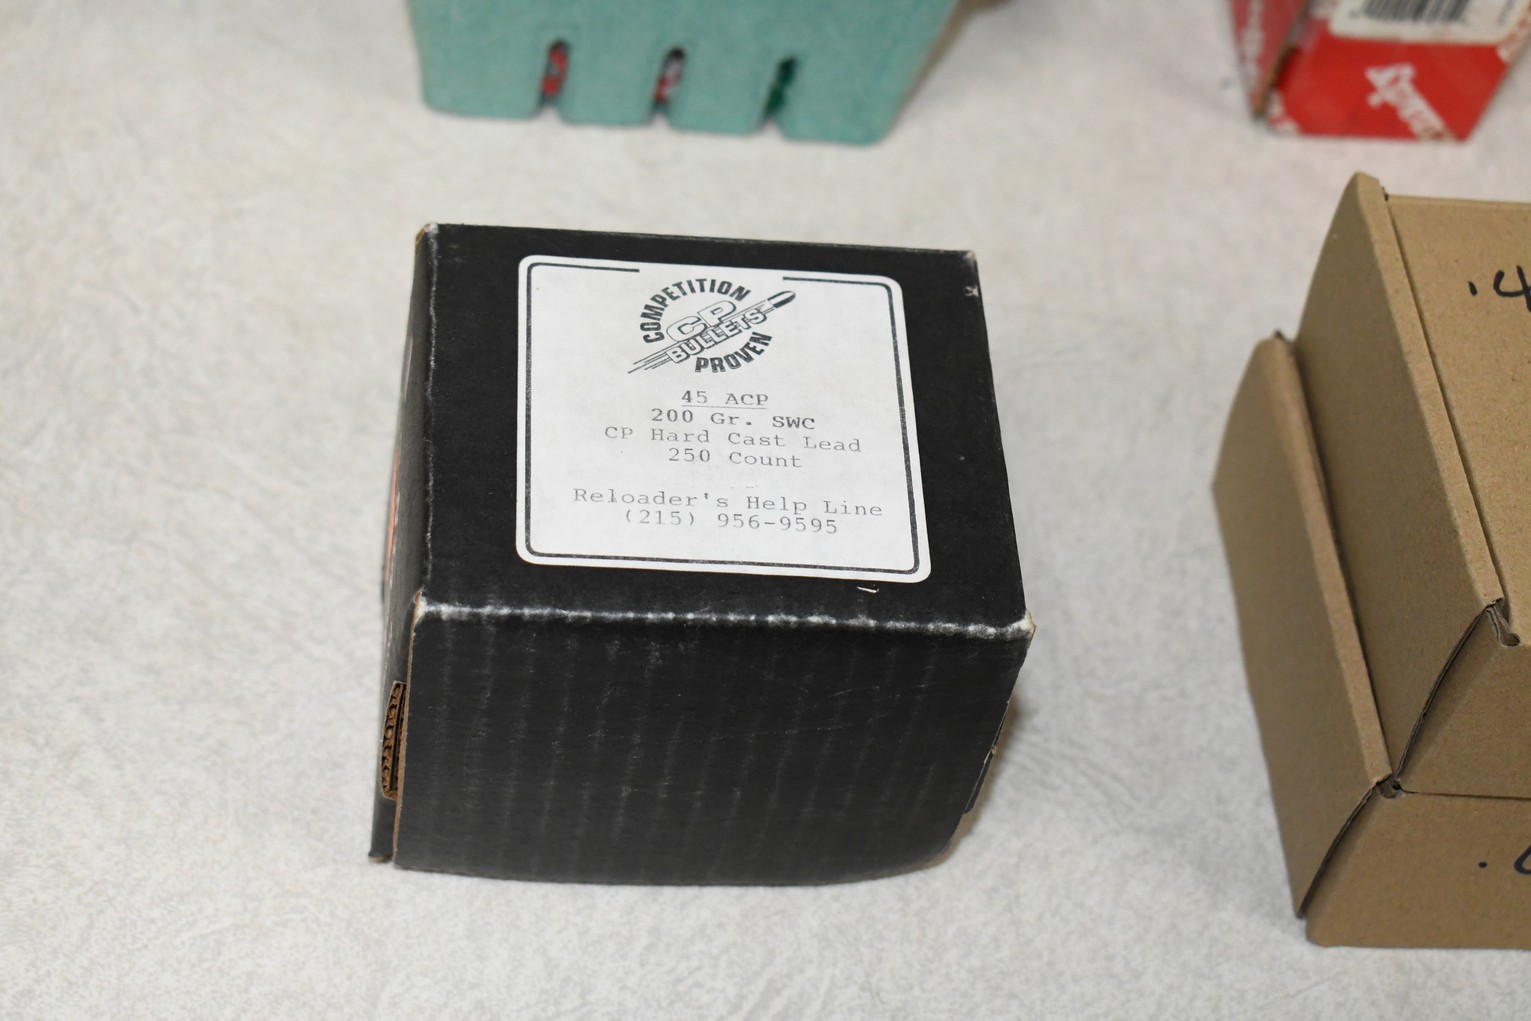 COMPETITION
CP
BULLETS
PROVEN
45 ACP
200 Gr. SWC
CP Hard Cast Lead
250 Count
Reloader's Help Line
(215) 956-9595
.4